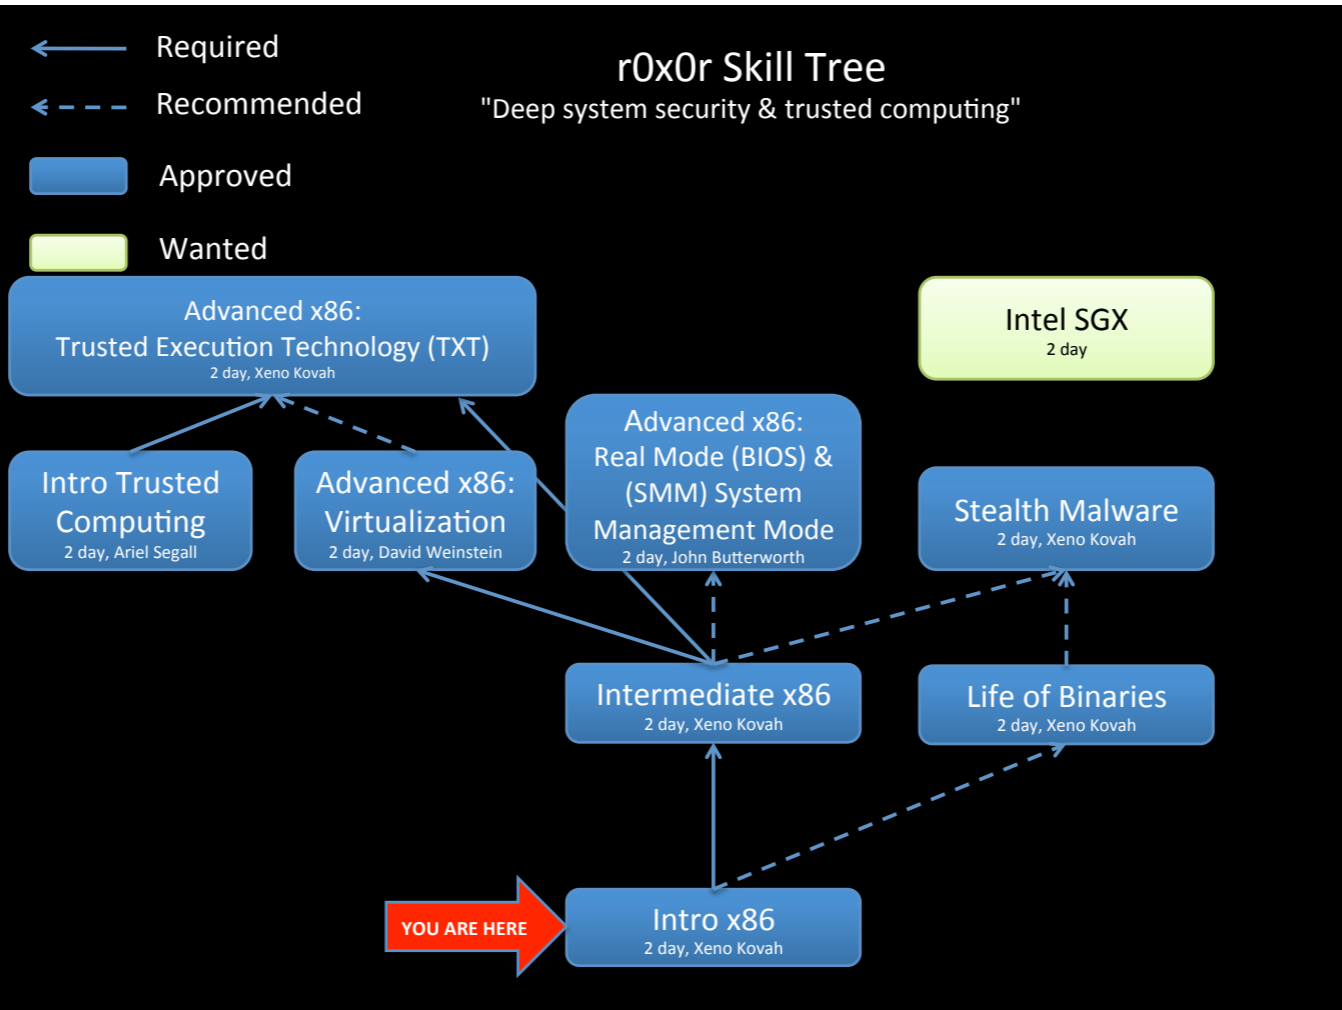 Required
Recommended
Approved
Wanted
r0x0r Skill Tree
"Deep system security & trusted computing"
Advanced x86:
Trusted Execution Technology (TXT)
2 day, Xeno Kovah
Intel SGX
2 day
Intro Trusted
Computing
2 day, Ariel Segall
Advanced x86:
Virtualization
2 day, David Weinstein
Advanced x86:
Real Mode (BIOS) &
(SMM) System
Management Mode
2 day, John Butterworth
Stealth Malware
2 day, Xeno Kovah
Intermediate x86
2 day, Xeno Kovah
Life of Binaries
2 day, Xeno Kovah
YOU ARE HERE
Intro x86
2 day, Xeno Kovah